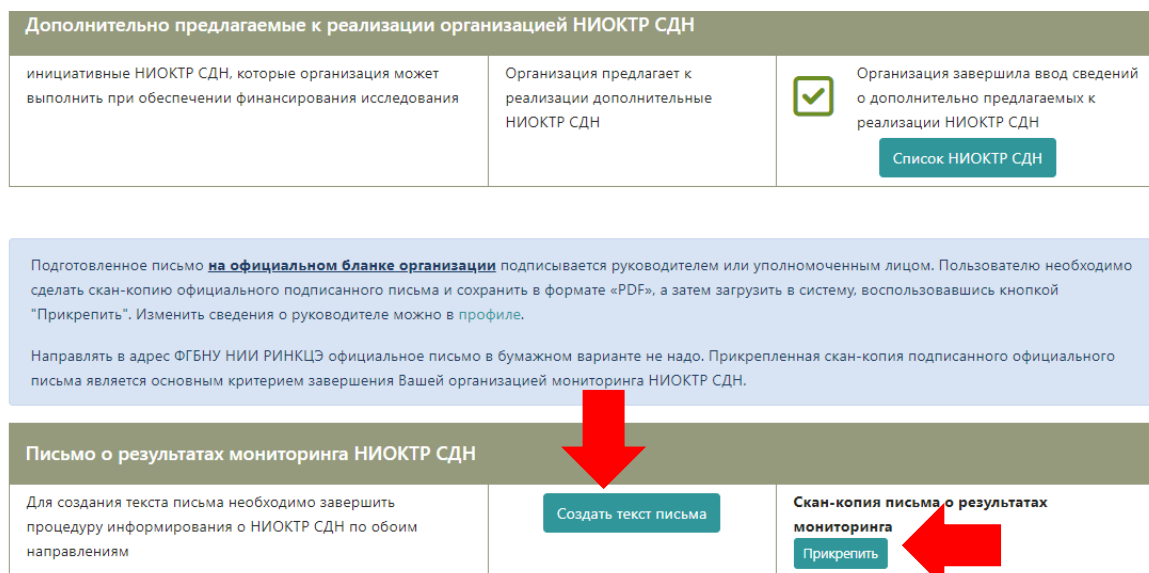 Дополнительно предлагаемые к реализации организацией НИОКТР СДН
инициативные НИОКТР СДН, которые организация может
выполнить при обеспечении финансирования исследования
Организация предлагает к
реализации дополнительные
НИОКТР СДН
Организация завершила ввод сведений
о дополнительно предлагаемых к
реализации НИОКТР СДН
Список НИОКТР СДН
Подготовленное письмо на официальном бланке организации подписывается руководителем или уполномоченным лицом. Пользователю необходимо
сделать скан-копию официального подписанного письма и сохранить в формате «PDF», а затем загрузить в систему, воспользовавшись кнопкой
"Прикрепить". Изменить сведения о руководителе можно в профиле.
Направлять в адрес ФГБНУ НИИ РИНКЦЭ официальное письмо в бумажном варианте не надо. Прикрепленная скан-копия подписанного официального
письма является основным критерием завершения Вашей организацией мониторинга НИОКТР СДН.
Письмо о результатах мониторинга НИОКТР СДН
Для создания текста письма необходимо завершить
процедуру информирования о НИОКТР СДН по обоим
направлениям
Создать текст письма
Скан-копия письма о результатах
мониторинга
Прикрепить